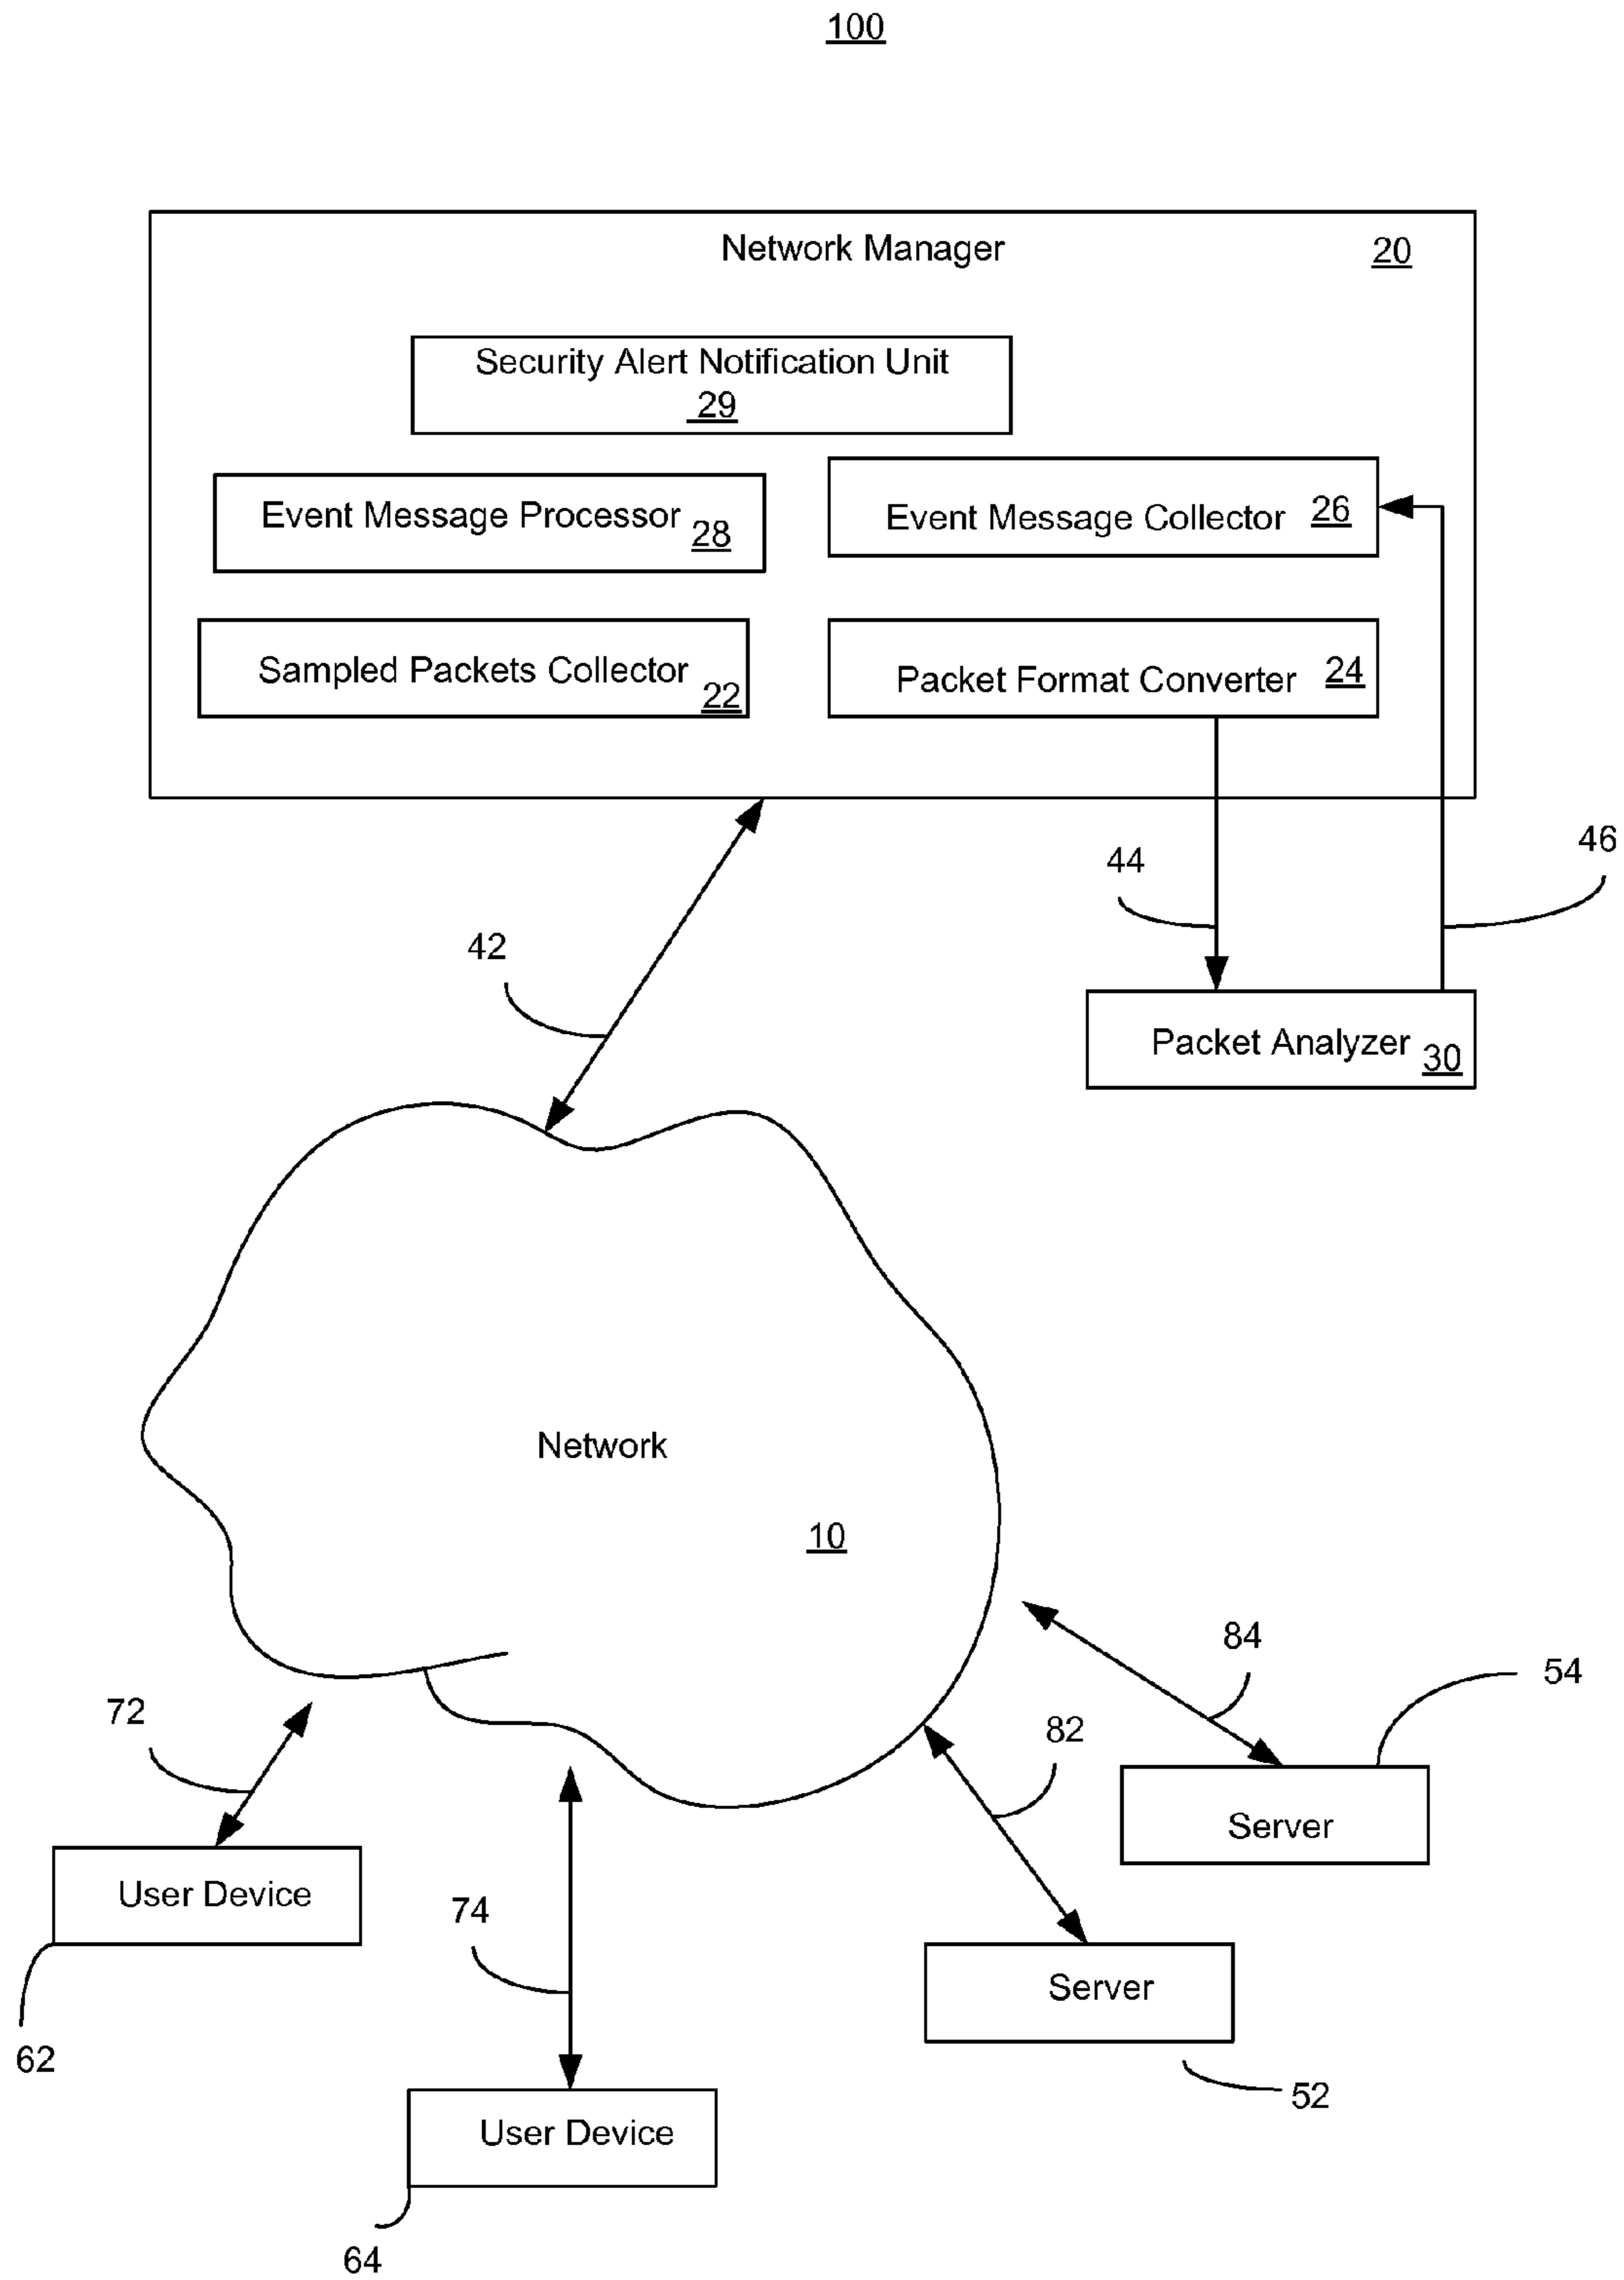 100
Network Manager 20
Security Alert Notification Unit
29
Event Message Processor 28
Event Message Collector 26
Sampled Packets Collector 22
Packet Format Converter 24
46
44
42
Packet Analyzer 30
Network
10
84
54
72
82
Server
User Device
74
Server
62
52
User Device
64